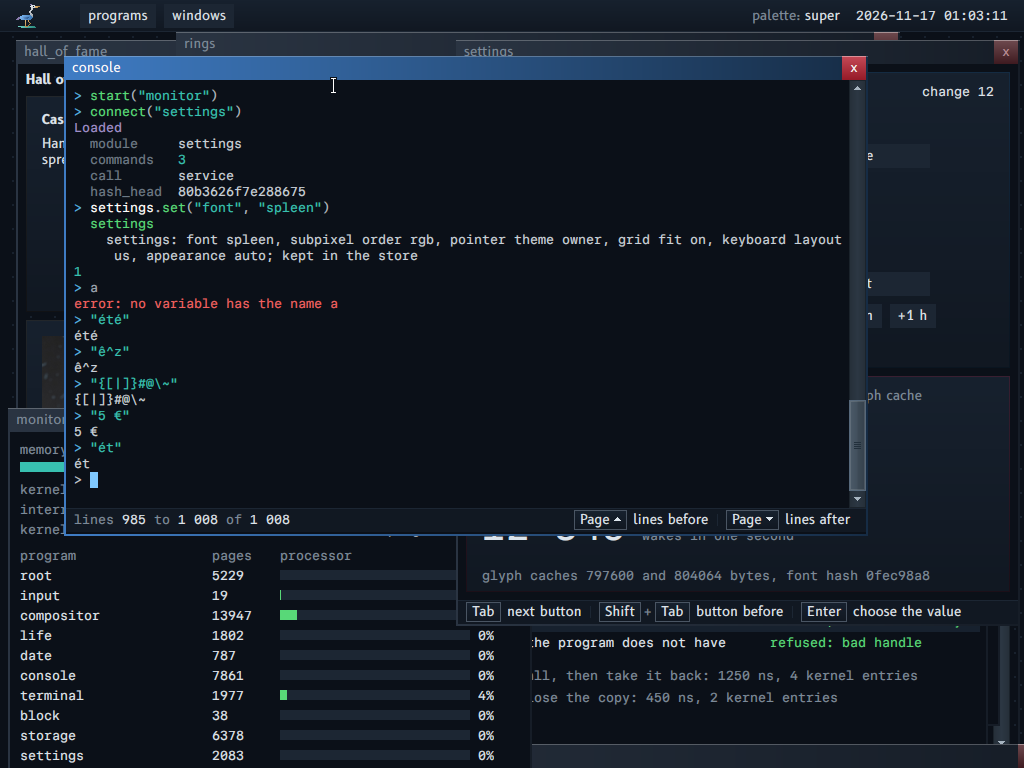 programs windows palette: super 2026-11-17 01:03:11
rings
hall_of_fame settings x
console x
Hall o
change 12
Cas
Han
spre
> start("monitor")
> connect("settings")
Loaded
module settings
commands 3
call service
hash_head 80b3626f7e288675
> settings.set("font", "spleen")
settings
settings: font spleen, subpixel order rgb, pointer theme owner, grid fit on, keyboard layout
us, appearance auto; kept in the store
1
> a
error: no variable has the name a
> "été"
été
> "ê^z"
ê^z
> "{[|]}#@\~"
{[|]}#@\~
> "5 €"
5 €
> "ét"
ét
>
lines 985 to 1 008 of 1 008 Page lines before Page lines after
e
t
+1 h
ph cache
wakes in one second
glyph caches 797600 and 804064 bytes, font hash 0fec98a8
Tab next button Shift + Tab button before Enter choose the value
the program does not have refused: bad handle
all, then take it back: 1250 ns, 4 kernel entries
lose the copy: 450 ns, 2 kernel entries
monitor
memory
kernel
inter
kernel
program pages processor
root 5229
input 19
compositor 13947
life 1802 0%
date 787 0%
console 7861 0%
terminal 1977 4%
block 38 0%
storage 6378 0%
settings 2083 0%